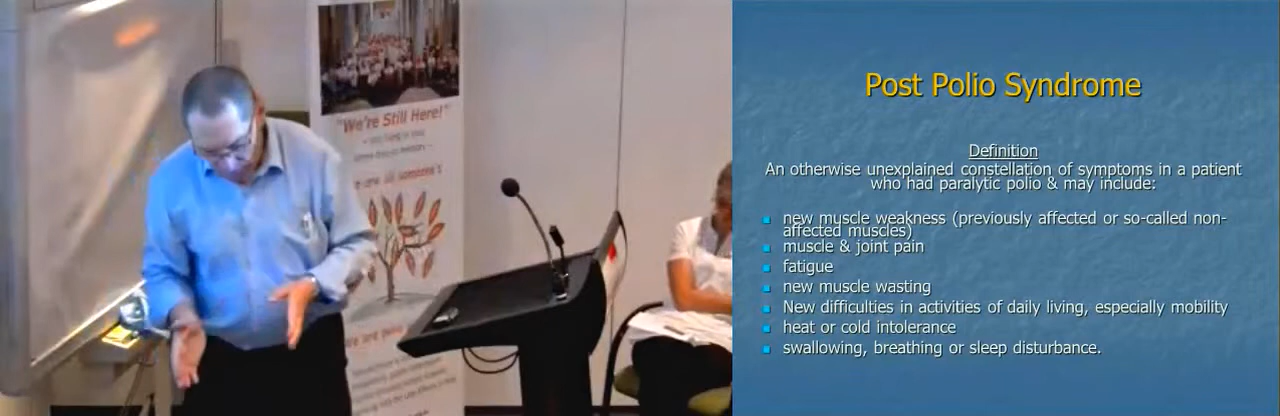 "We're Still Here!"
We are
Post Polio Syndrome
Definition
An otherwise unexplained constellation of symptoms in a patient
who had paralytic polio & may include:
new muscle weakness (previously affected or so-called non-
affected muscles)
muscle & joint pain
fatigue
new muscle wasting
New difficulties in activities of daily living, especially mobility
heat or cold intolerance
swallowing, breathing or sleep disturbance.